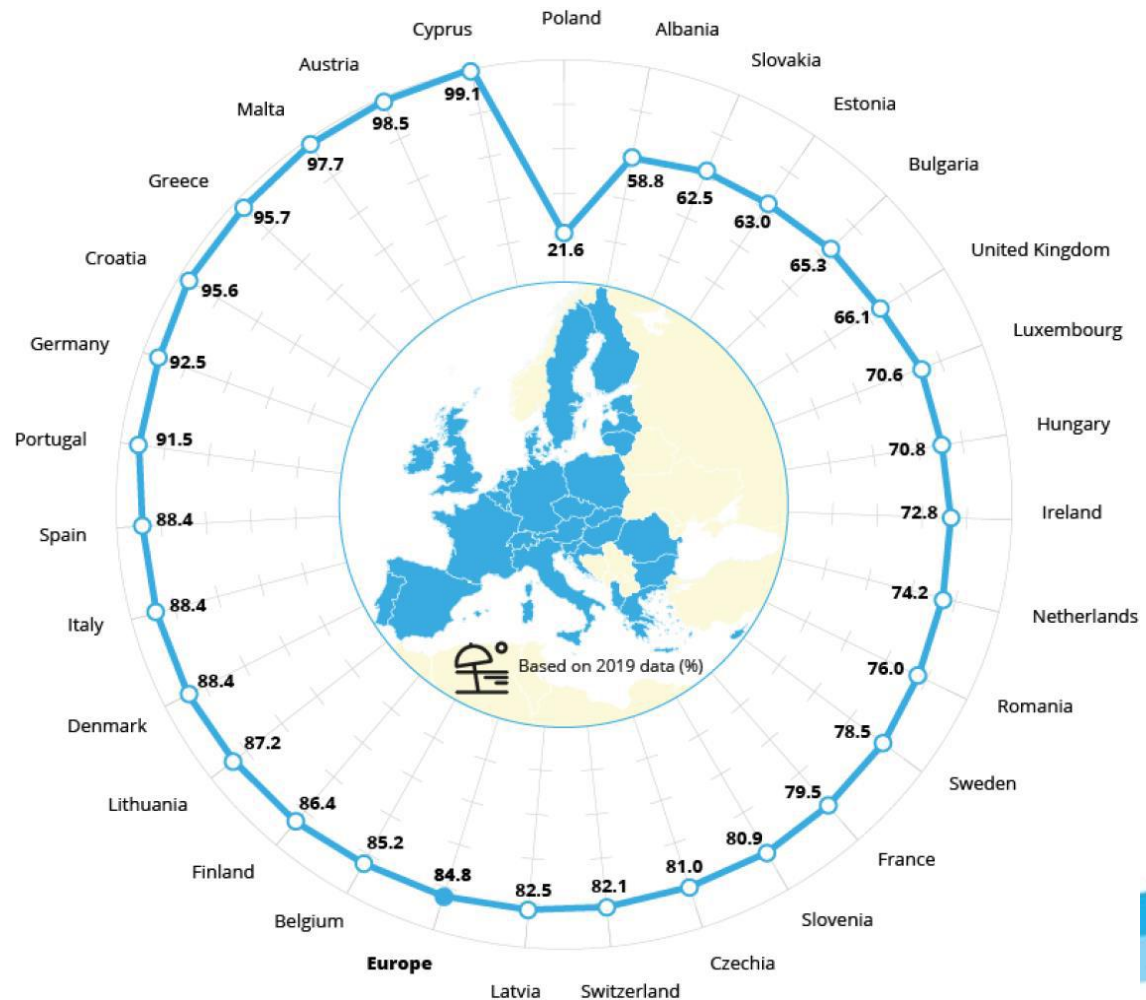 Poland
21.6
Albania
58.8
Slovakia
62.5
Estonia
63.0
Bulgaria
65.3
United Kingdom
66.1
Luxembourg
70.6
Hungary
70.8
Ireland
72.8
Netherlands
74.2
Romania
76.0
Sweden
78.5
France
79.5
Slovenia
80.9
Czechia
81.0
Switzerland
82.1
Latvia
82.5
Europe
84.8
Belgium
85.2
Finland
86.4
Lithuania
87.2
Denmark
88.4
Italy
88.4
Spain
88.4
Portugal
91.5
Germany
92.5
Croatia
95.6
Greece
95.7
Malta
97.7
Austria
98.5
Cyprus
99.1
Based on 2019 data (%)